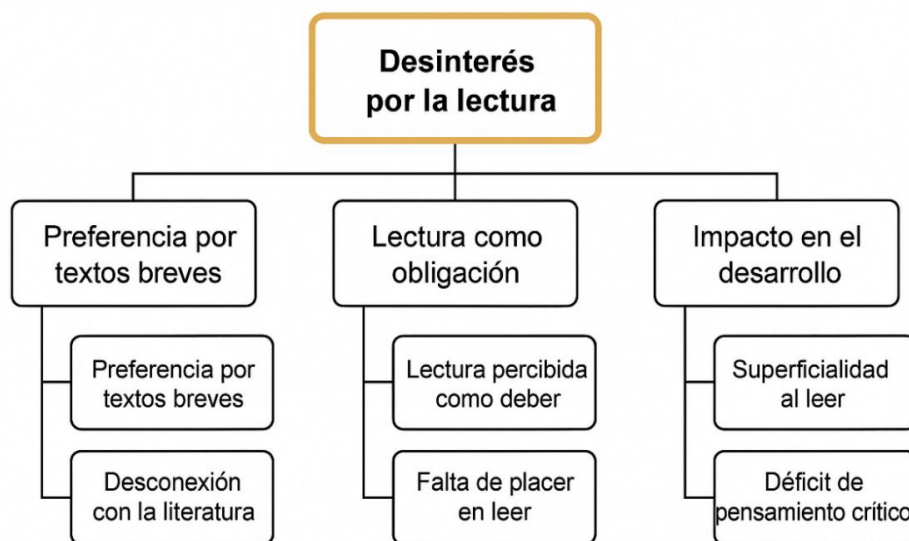 Desinterés
por la lectura
Preferencia por
textos breves
Lectura como
obligación
Impacto en el
desarrollo
Preferencia por
textos breves
Lectura percibida
como deber
Superficialidad
al leer
Desconexión
con la literatura
Falta de placer
en leer
Déficit de
pensamiento crítico